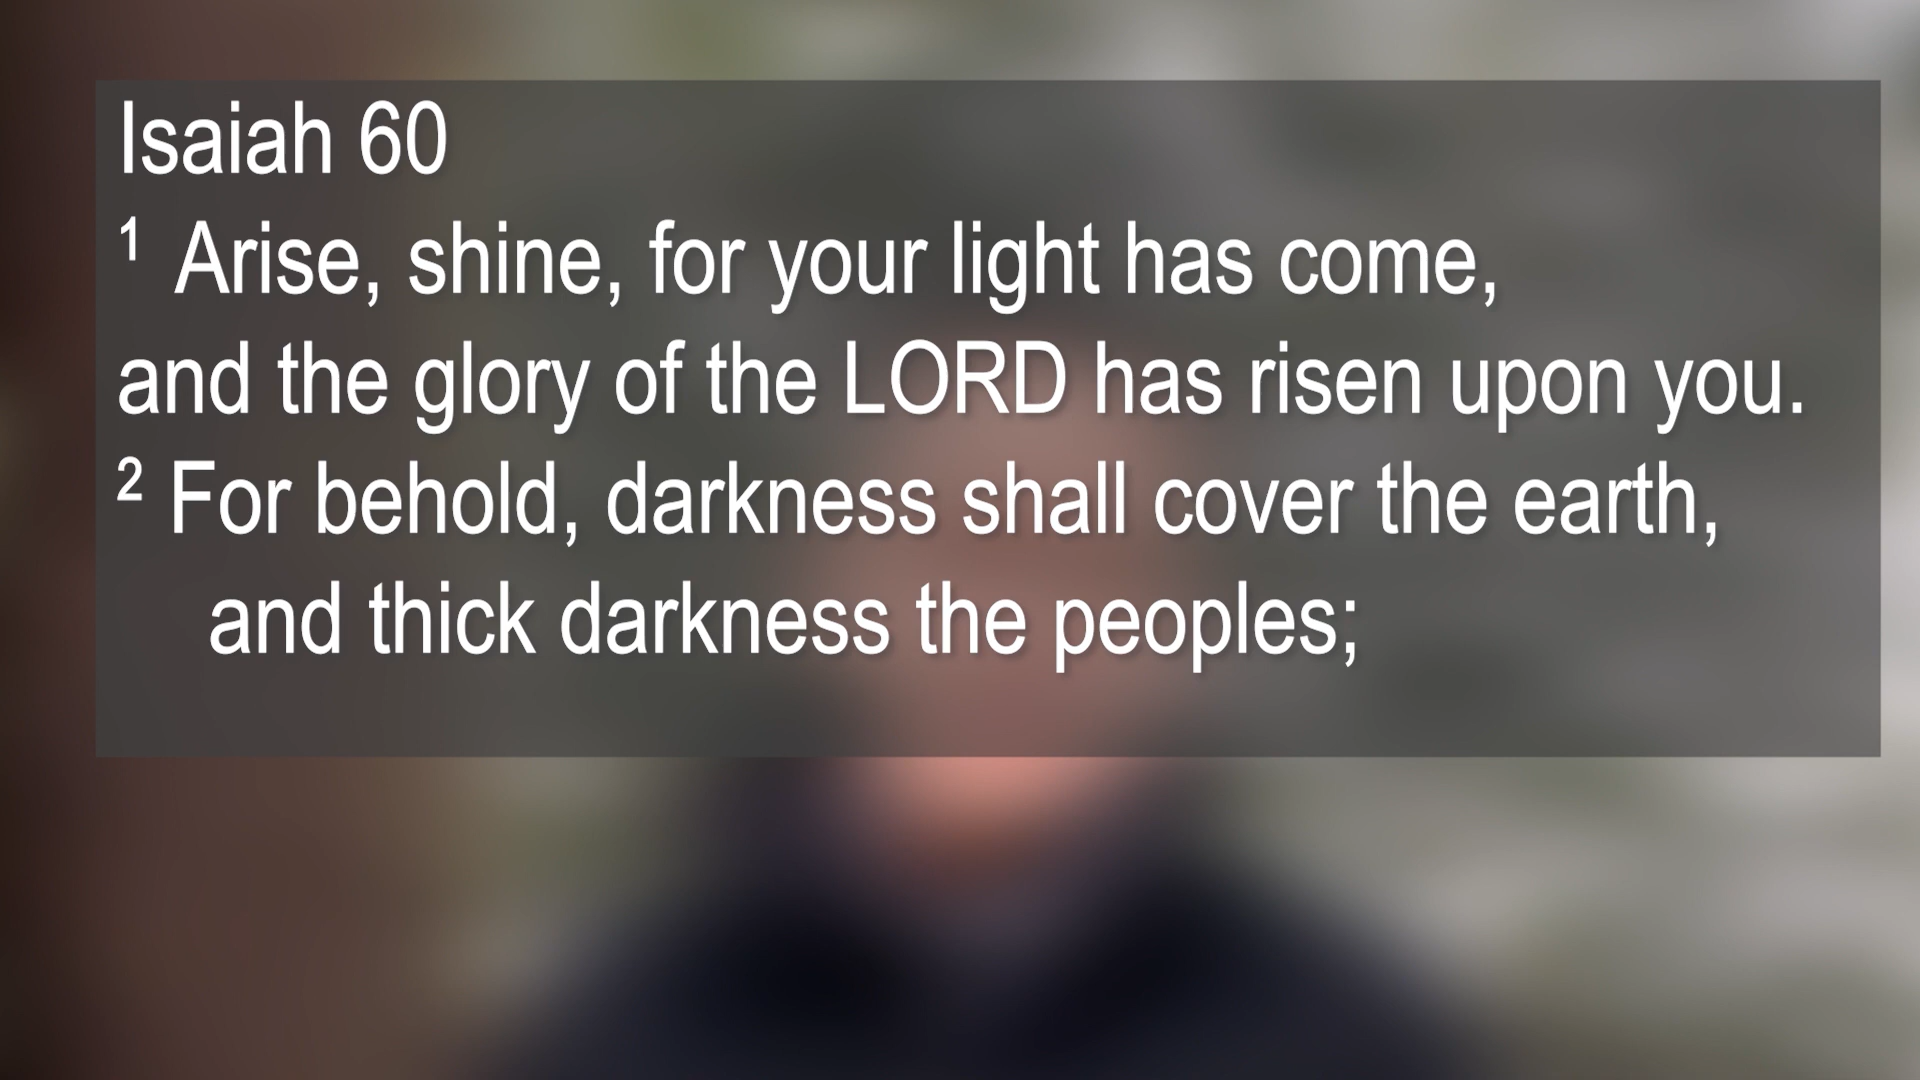 Isaiah 60
¹ Arise, shine, for your light has come,
and the glory of the LORD has risen upon you.
² For behold, darkness shall cover the earth,
and thick darkness the peoples;